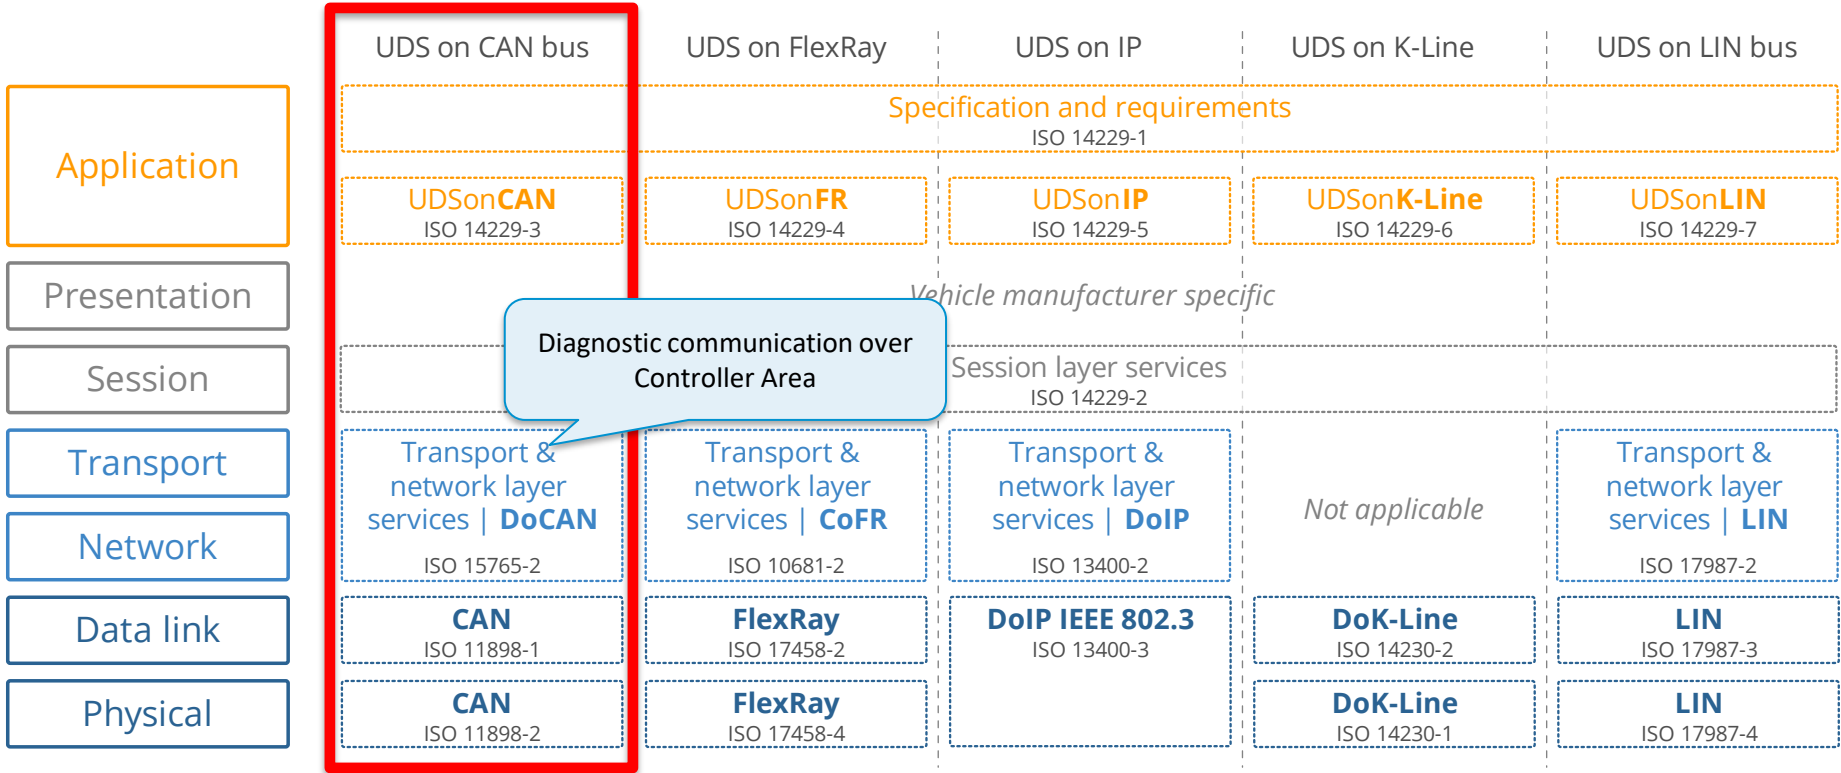 UDS on CAN bus UDS on FlexRay UDS on IP UDS on K-Line UDS on LIN bus
Application
Specification and requirements
ISO 14229-1
UDSonCAN UDSonFR UDSonIP UDSonK-Line UDSonLIN
ISO 14229-3 ISO 14229-4 ISO 14229-5 ISO 14229-6 ISO 14229-7
Presentation
Vehicle manufacturer specific
Diagnostic communication over
Controller Area
Session
Session layer services
ISO 14229-2
Transport
Network
Transport &
network layer
services | DoCAN
ISO 15765-2
Transport &
network layer
services | CoFR
ISO 10681-2
Transport &
network layer
services | DoIP
ISO 13400-2
Not applicable
Transport &
network layer
services | LIN
ISO 17987-2
Data link
CAN FlexRay DoIP IEEE 802.3 DoK-Line LIN
ISO 11898-1 ISO 17458-2 ISO 13400-3 ISO 14230-2 ISO 17987-3
Physical
CAN FlexRay DoK-Line LIN
ISO 11898-2 ISO 17458-4 ISO 14230-1 ISO 17987-4